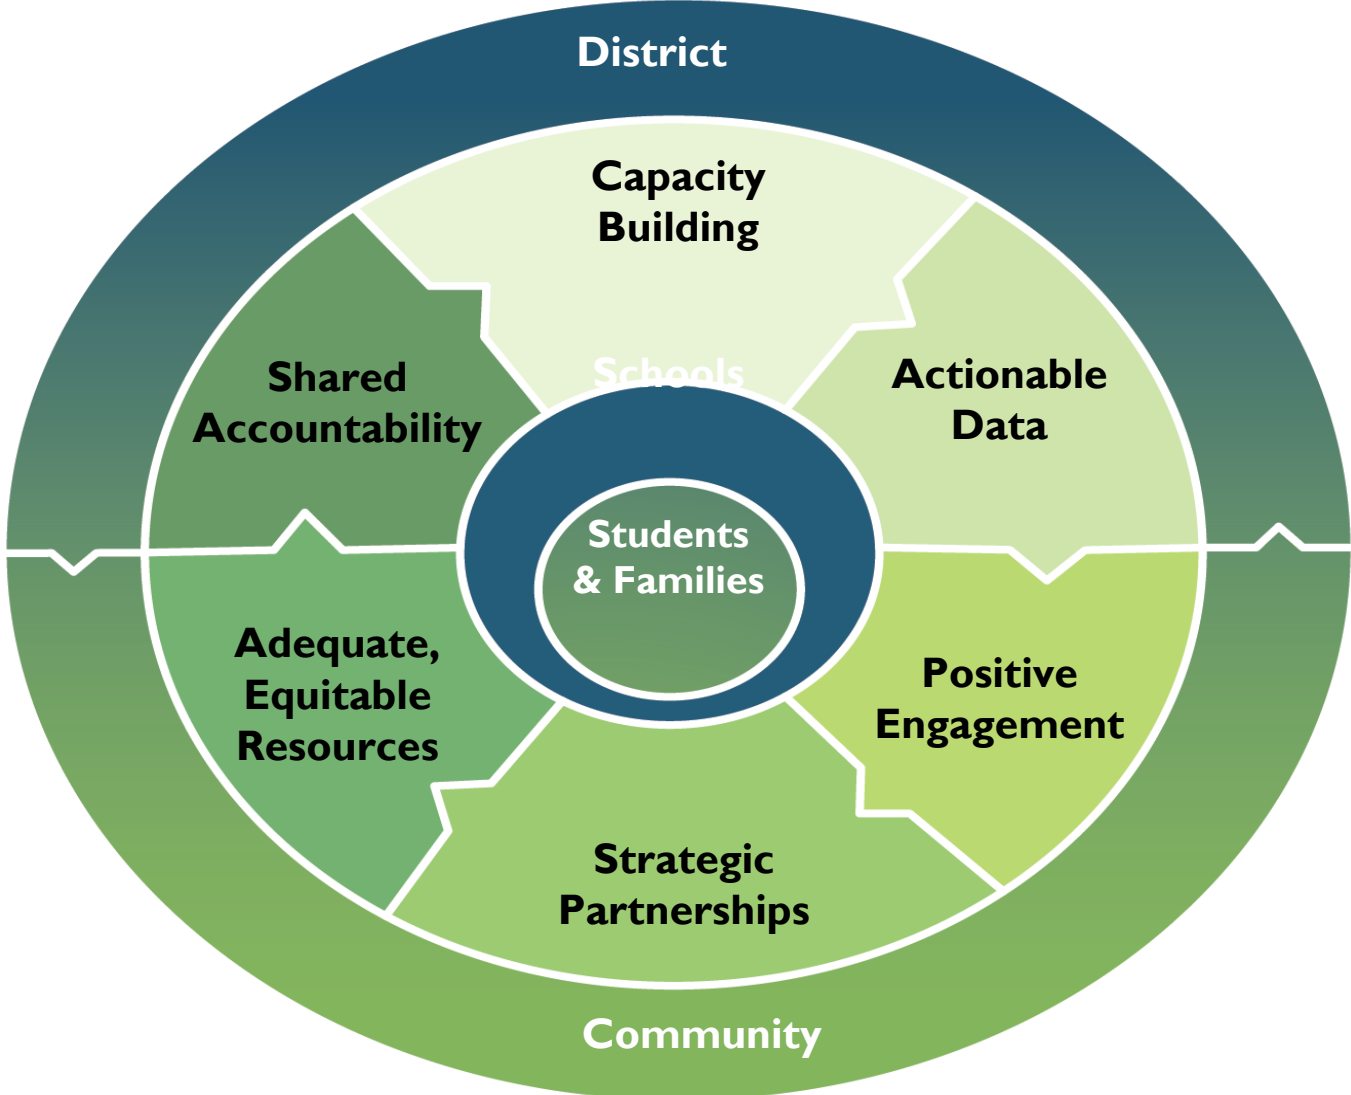 District
Capacity
Building
Schools
Shared
Accountability
Actionable
Data
Students
& Families
Adequate,
Equitable
Resources
Positive
Engagement
Strategic
Partnerships
Community